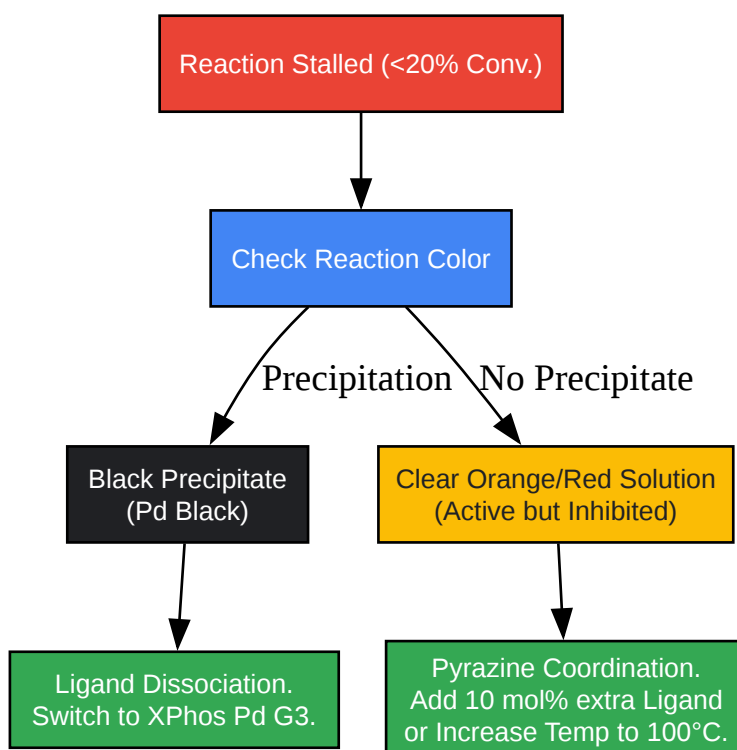 Reaction Stalled (<20% Conv.)
Check Reaction Color
Precipitation
No Precipitate
Black Precipitate
(Pd Black)
Clear Orange/Red Solution
(Active but Inhibited)
Ligand Dissociation.
Switch to XPhos Pd G3.
Pyrazine Coordination.
Add 10 mol% extra Ligand
or Increase Temp to 100°C.